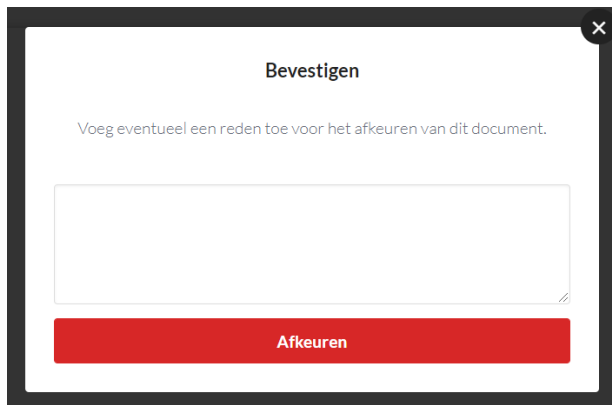 Bevestigen
Voeg eventueel een reden toe voor het afkeuren van dit document.
Afkeuren